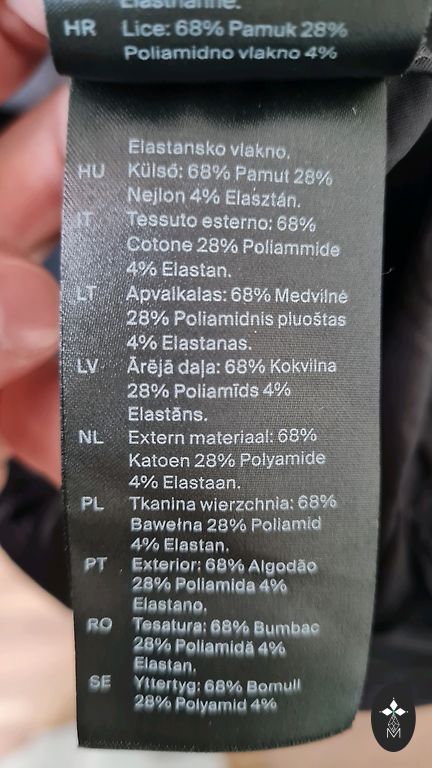 Elasthanne.
HR Lice: 68% Pamuk 28%
Poliamidno vlakno 4%
Elastansko vlakno.
HU Külső: 68% Pamut 28%
Nejlon 4% Elasztán.
IT Tessuto esterno: 68%
Cotone 28% Poliammide
4% Elastan.
LT Apvalkalas: 68% Medvilnė
28% Poliamidnis pluoštas
4% Elastanas.
LV Ārējā daļa: 68% Kokvilna
28% Poliamīds 4%
Elastāns.
NL Extern materiaal: 68%
Katoen 28% Polyamide
4% Elastaan.
PL Tkanina wierzchnia: 68%
Bawełna 28% Poliamid
4% Elastan.
PT Exterior: 68% Algodão
28% Poliamida 4%
Elastano.
RO Tesatura: 68% Bumbac
28% Poliamidă 4%
Elastan.
SE Yttertyg: 68% Bomull
28% Polyamid 4%